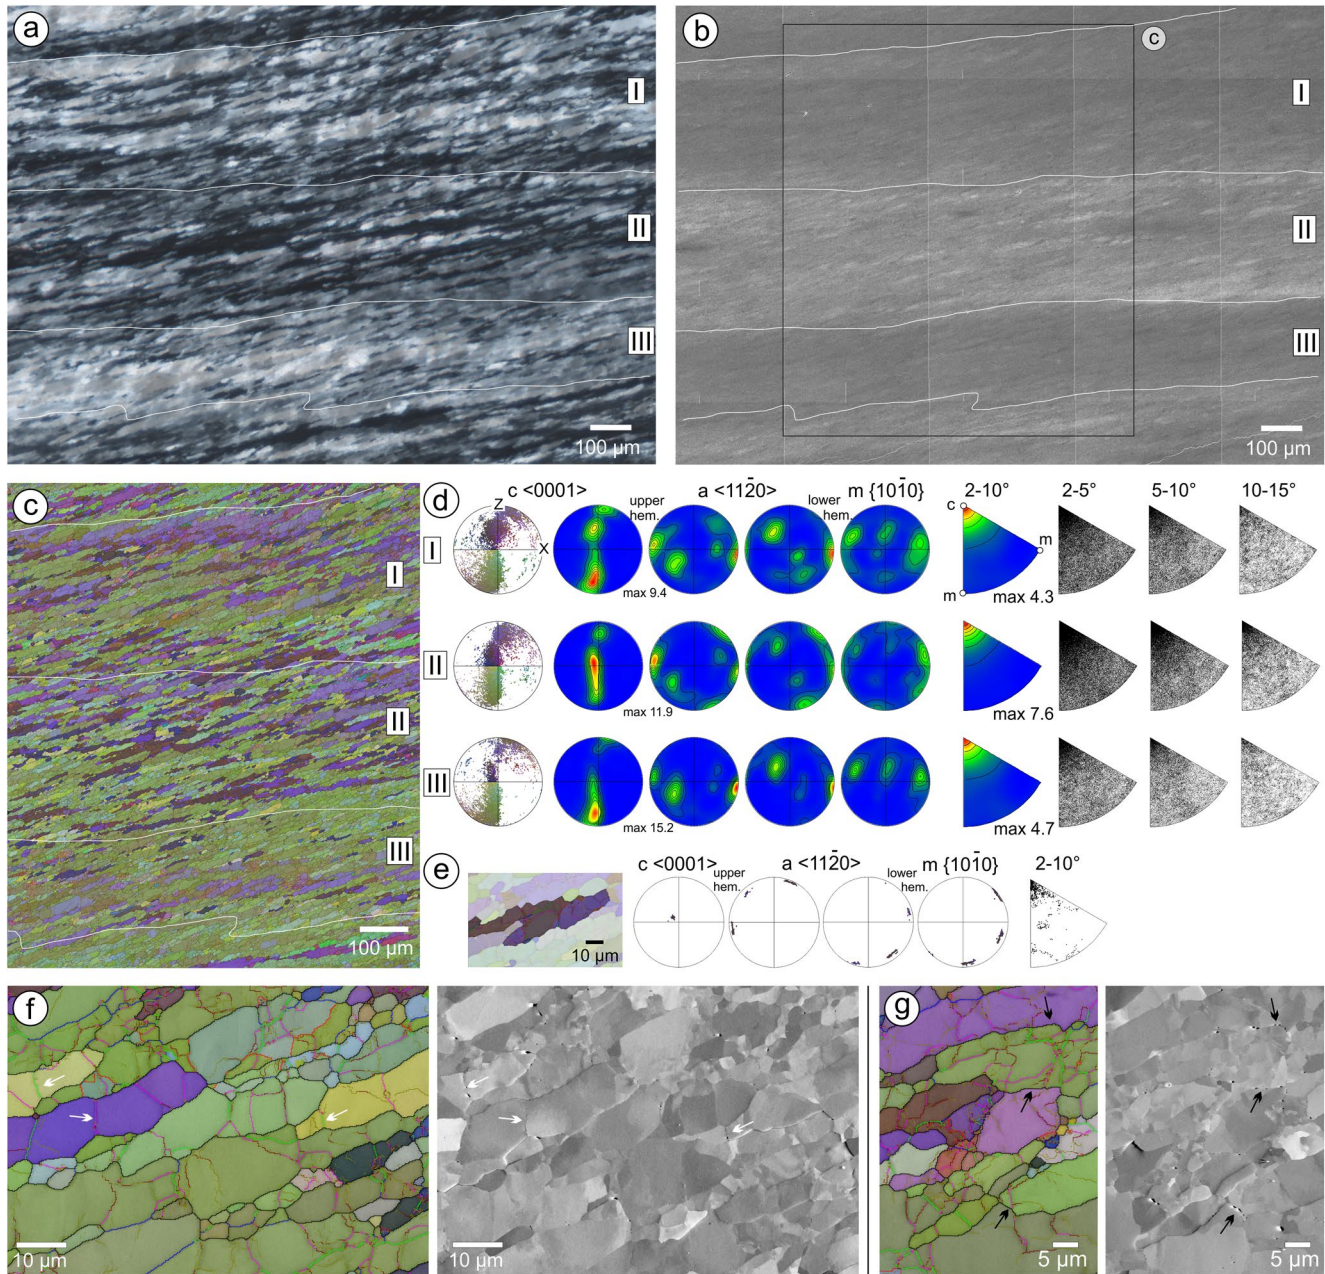 a
I
II
III
100 µm
b
c
I
II
III
100 µm
c
I
II
III
100 µm
d
c <0001>
upper
hem.
a <112̄0>
lower
hem.
m {101̄0}
2-10°
2-5°
5-10°
10-15°
I
Z
X
max 9.4
c
m
m
max 4.3
II
max 11.9
max 7.6
III
max 15.2
max 4.7
e
10 µm
c <0001>
upper
hem.
a <112̄0>
lower
hem.
m {101̄0}
2-10°
f
10 µm
10 µm
g
5 µm
5 µm